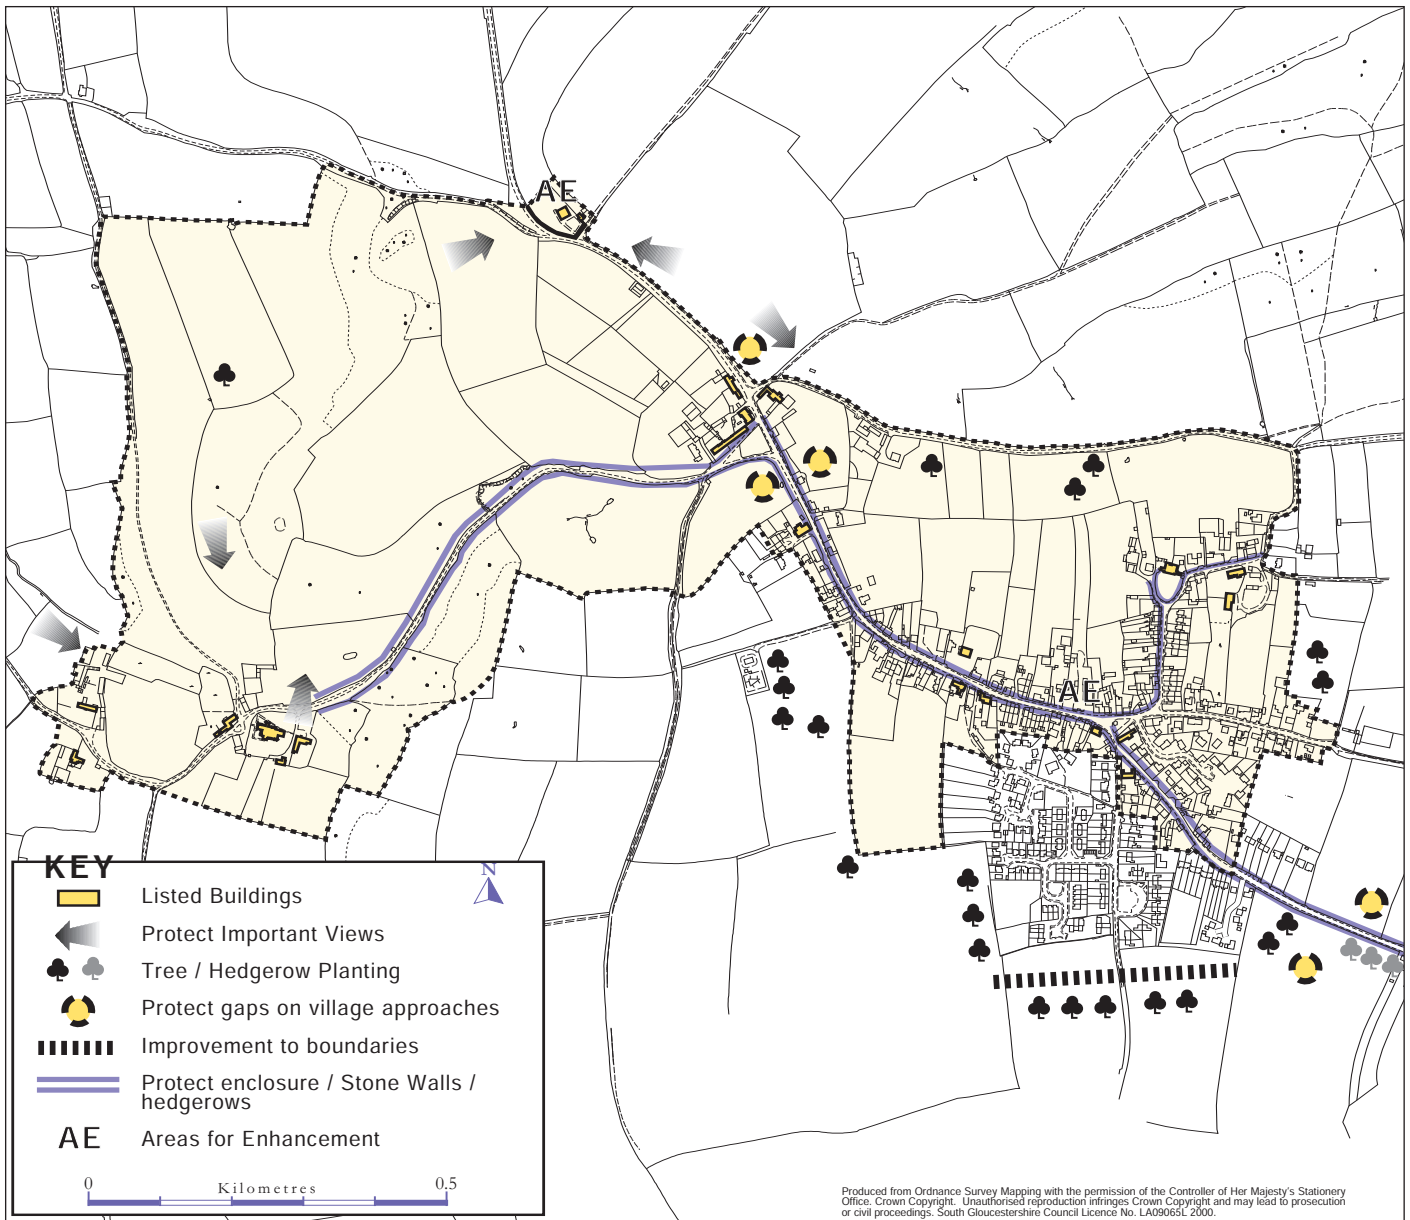 AE
AE
KEY
N
Listed Buildings
Protect Important Views
Tree / Hedgerow Planting
Protect gaps on village approaches
Improvement to boundaries
Protect enclosure / Stone Walls /
hedgerows
AE Areas for Enhancement
0 Kilometres 0.5
Produced from Ordnance Survey Mapping with the permission of the Controller of Her Majesty's Stationery
Office. Crown Copyright. Unauthorised reproduction infringes Crown Copyright and may lead to prosecution
or civil proceedings. South Gloucestershire Council Licence No. LA09065L 2000.